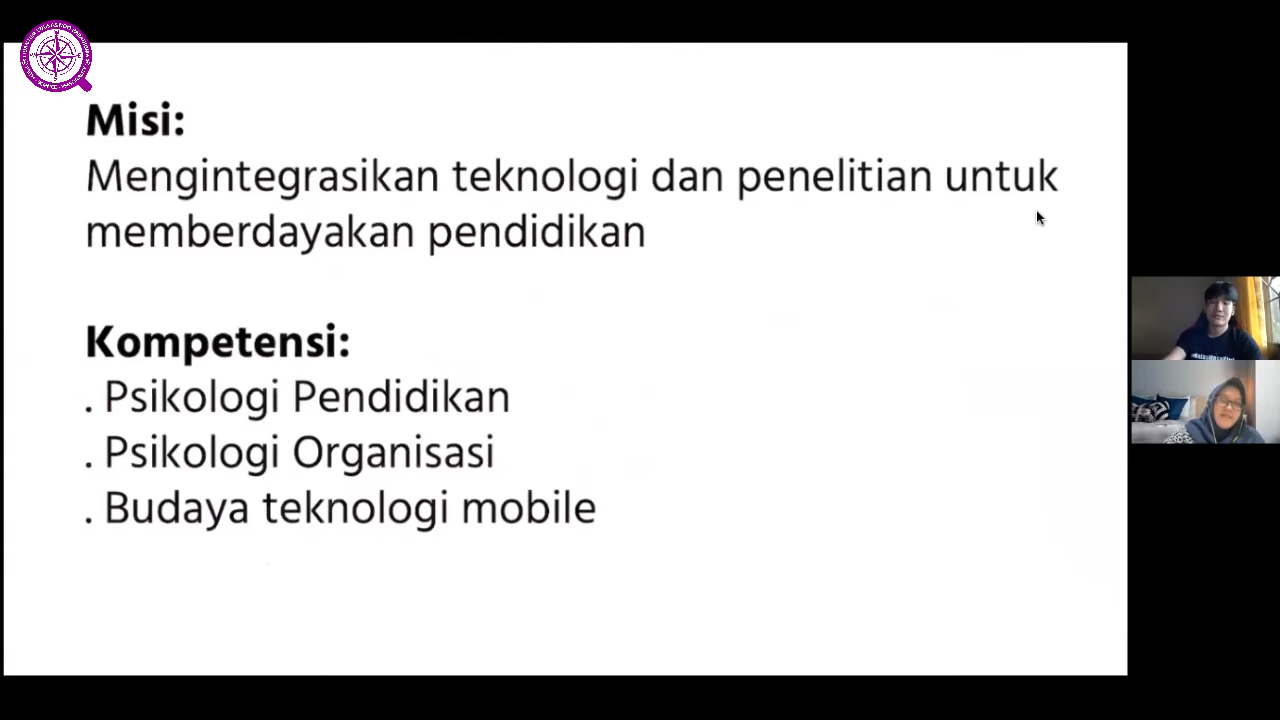 Misi:
Mengintegrasikan teknologi dan penelitian untuk
memberdayakan pendidikan
Kompetensi:
. Psikologi Pendidikan
. Psikologi Organisasi
. Budaya teknologi mobile